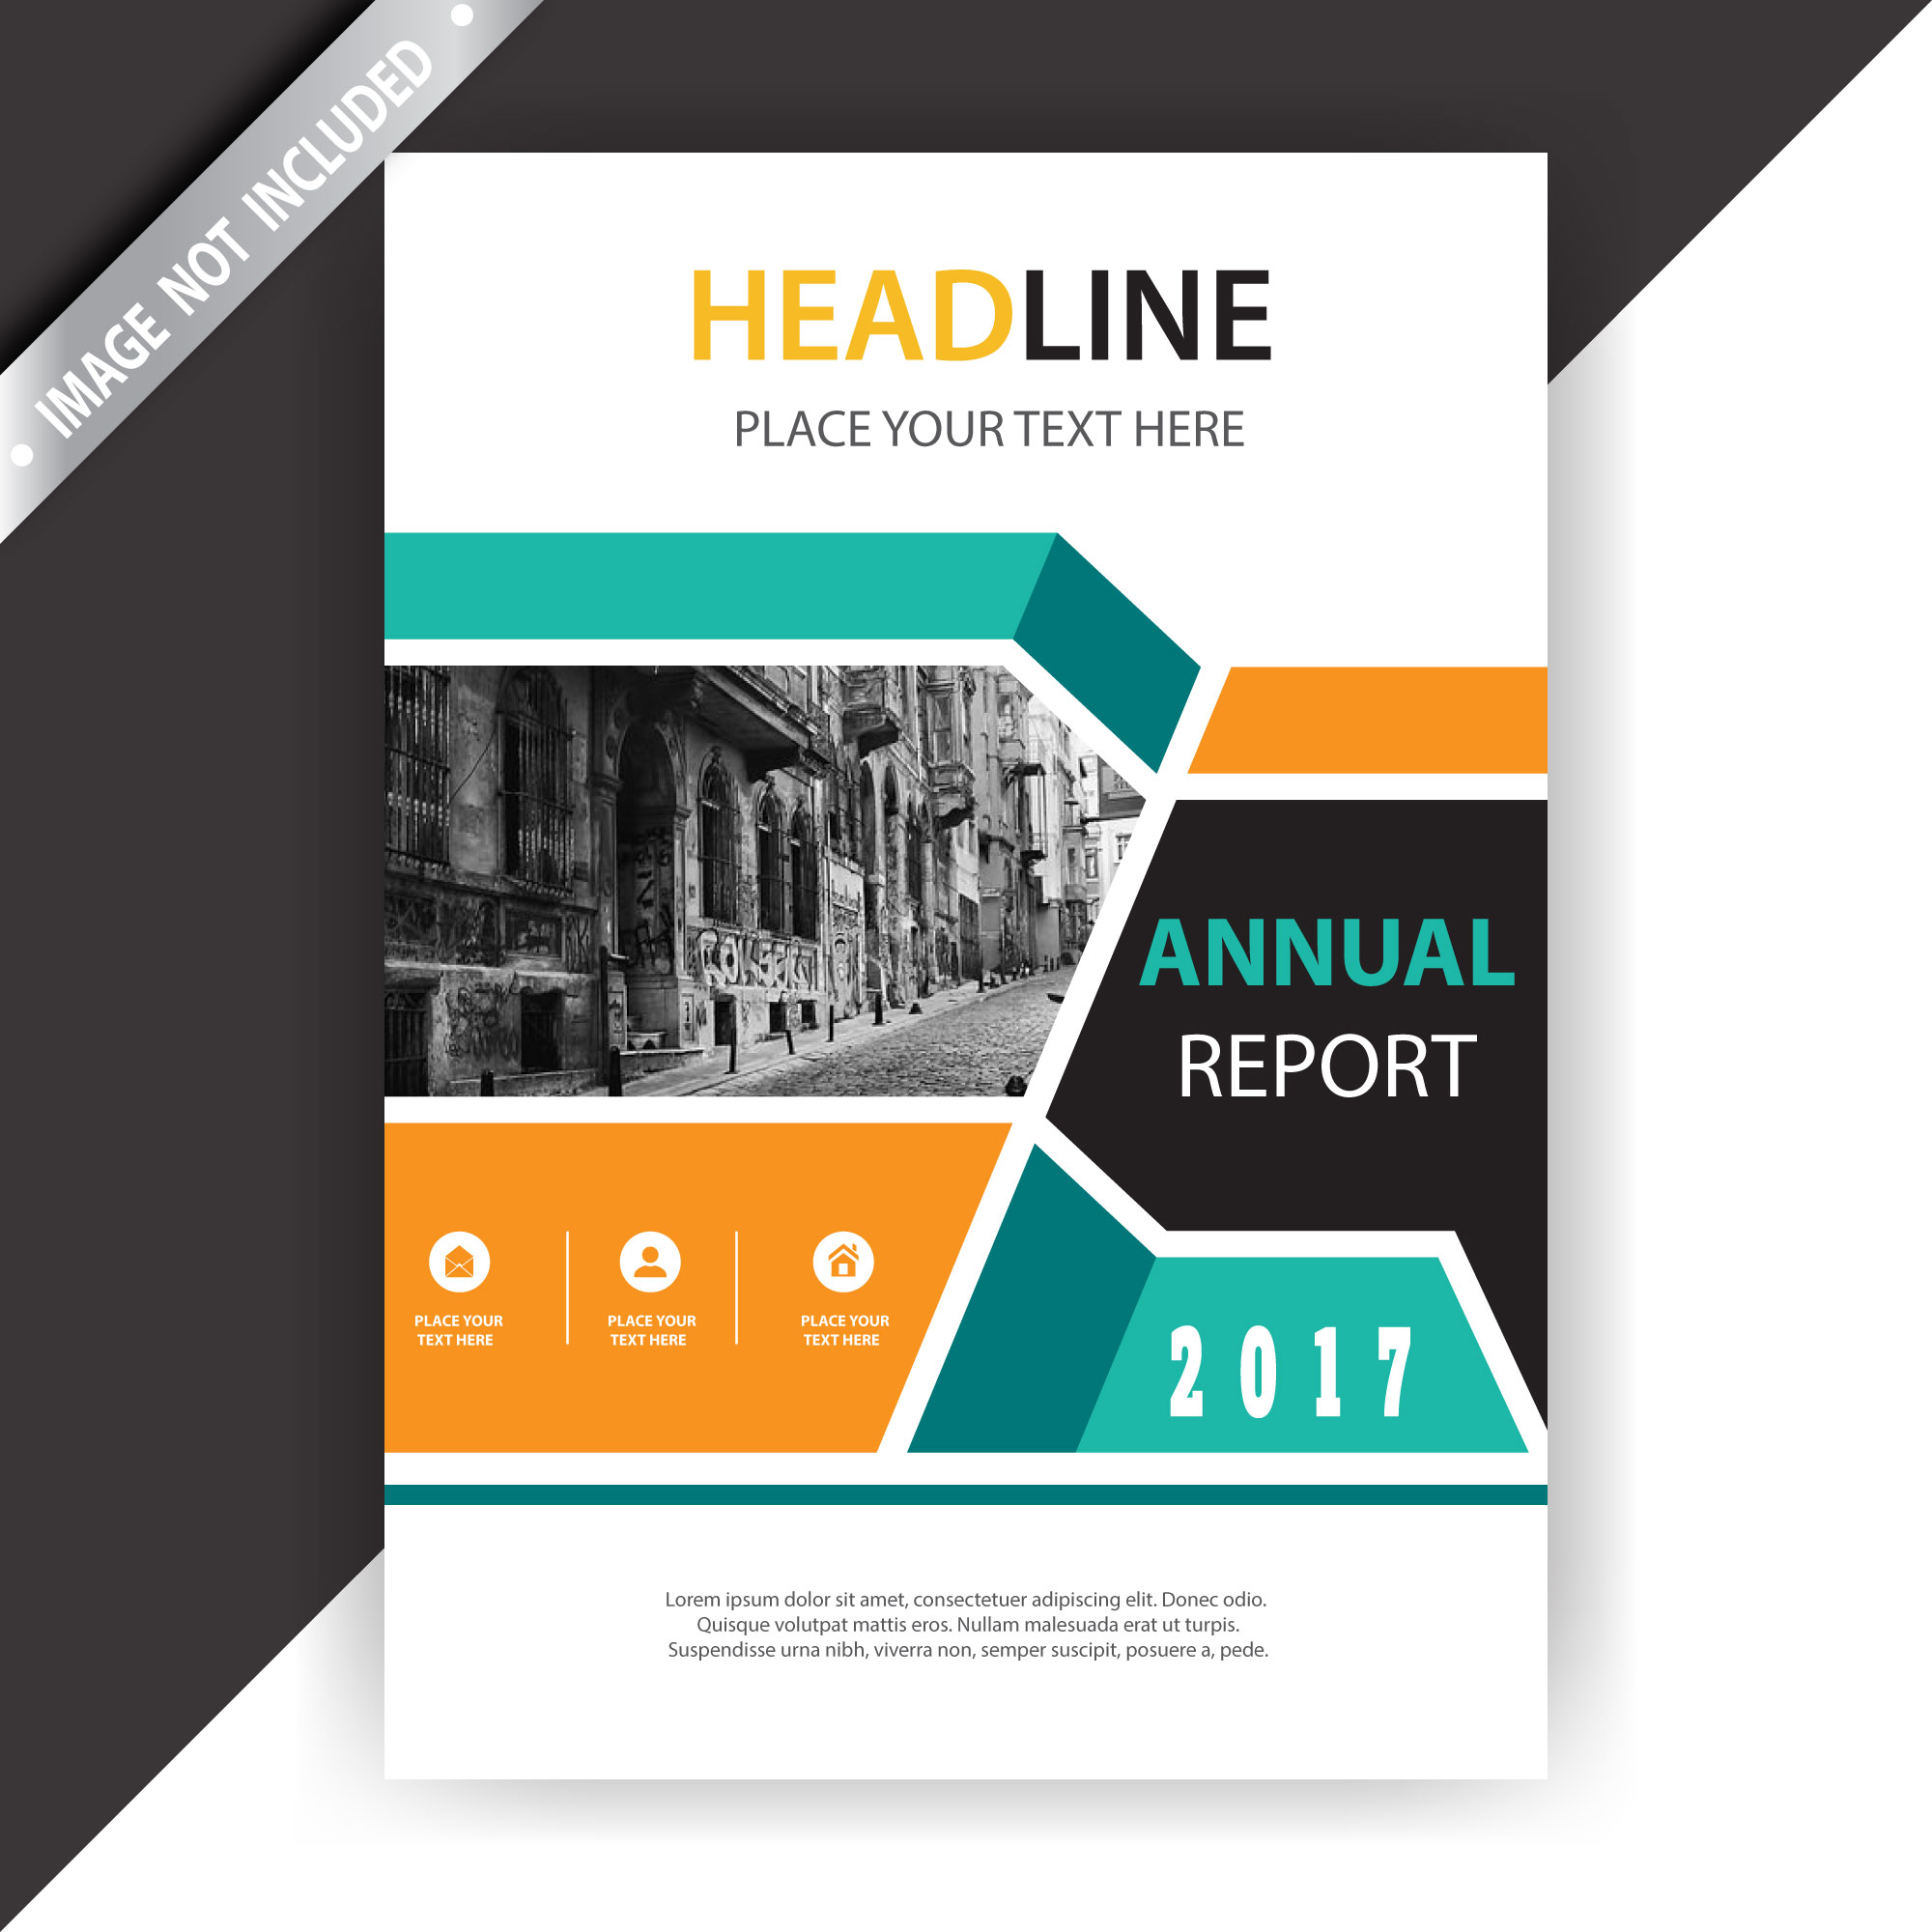 IMAGE NOT INCLUDED
HEADLINE
PLACE YOUR TEXT HERE
ANNUAL
REPORT
PLACE YOUR
TEXT HERE
PLACE YOUR
TEXT HERE
PLACE YOUR
TEXT HERE
2017
Lorem ipsum dolor sit amet, consectetuer adipiscing elit. Donec odio.
Quisque volutpat mattis eros. Nullam malesuada erat ut turpis.
Suspendisse urna nibh, viverra non, semper suscipit, posuere a, pede.